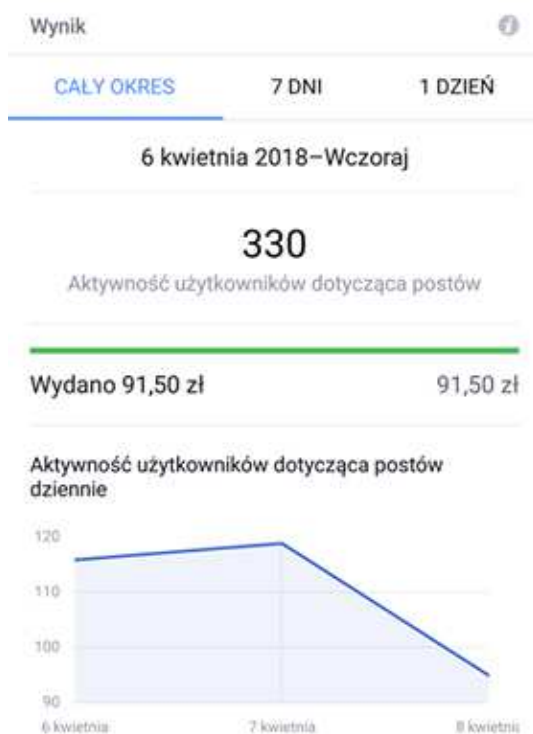 Wynik
CAŁY OKRES 7 DNI 1 DZIEŃ
6 kwietnia 2018–Wczoraj
330
Aktywność użytkowników dotycząca postów
Wydano 91,50 zł 91,50 zł
Aktywność użytkowników dotycząca postów
dziennie
120
110
100
90
6 kwietnia 7 kwietnia 8 kwietni